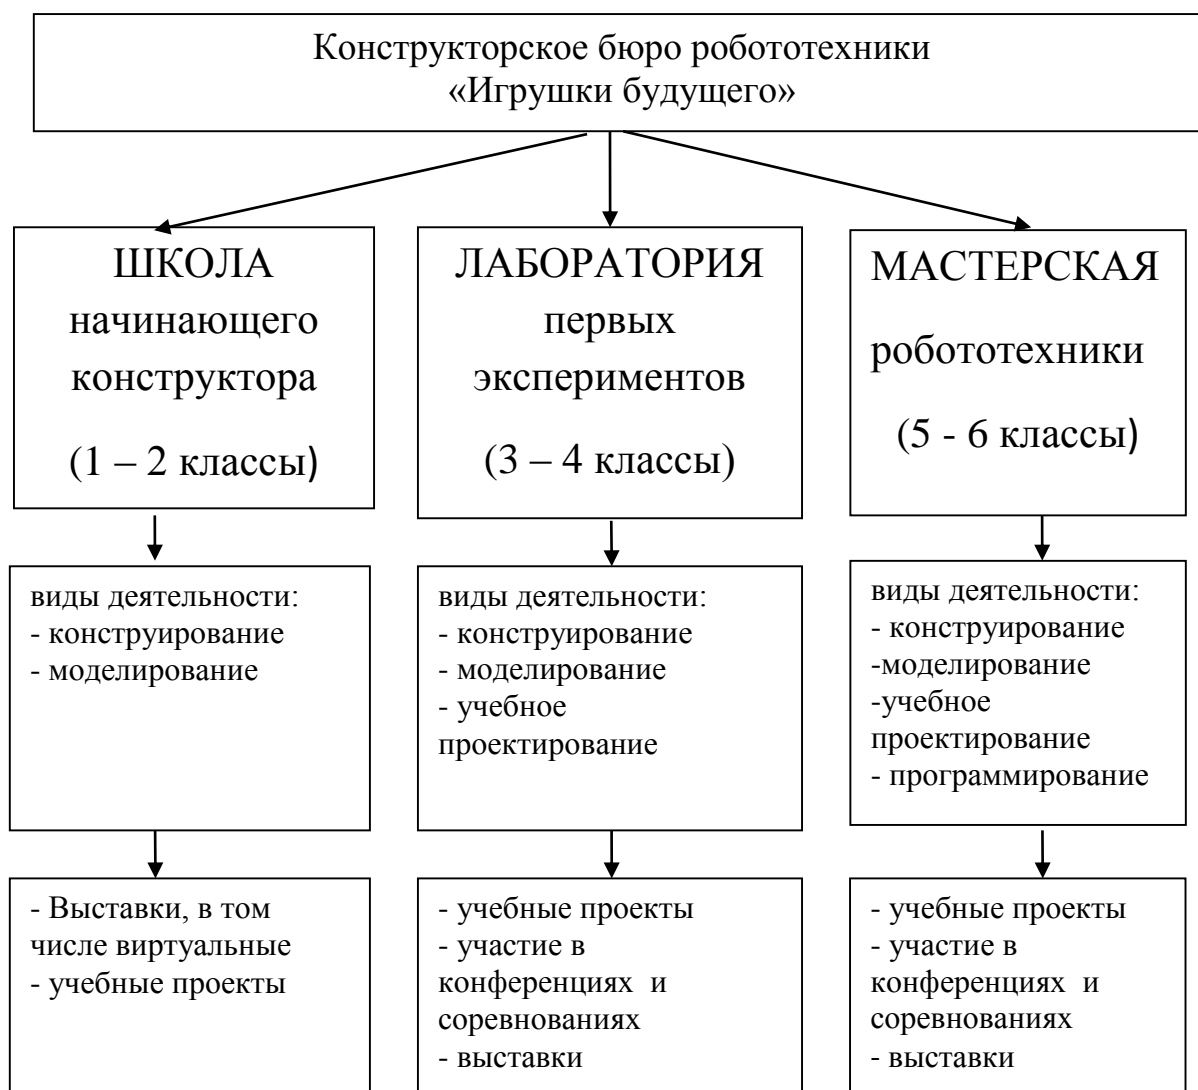 Конструкторское бюро робототехники
«Игрушки будущего»
ШКОЛА
начинающего
конструктора
(1 – 2 классы)
ЛАБОРАТОРИЯ
первых
экспериментов
(3 – 4 классы)
МАСТЕРСКАЯ
робототехники
(5 - 6 классы)
виды деятельности:
- конструирование
- моделирование
виды деятельности:
- конструирование
- моделирование
- учебное
проектирование
виды деятельности:
- конструирование
-моделирование
-учебное
проектирование
- программирование
- Выставки, в том
числе виртуальные
- учебные проекты
- учебные проекты
- участие в
конференциях и
соревнованиях
- выставки
- учебные проекты
- участие в
конференциях и
соревнованиях
- выставки